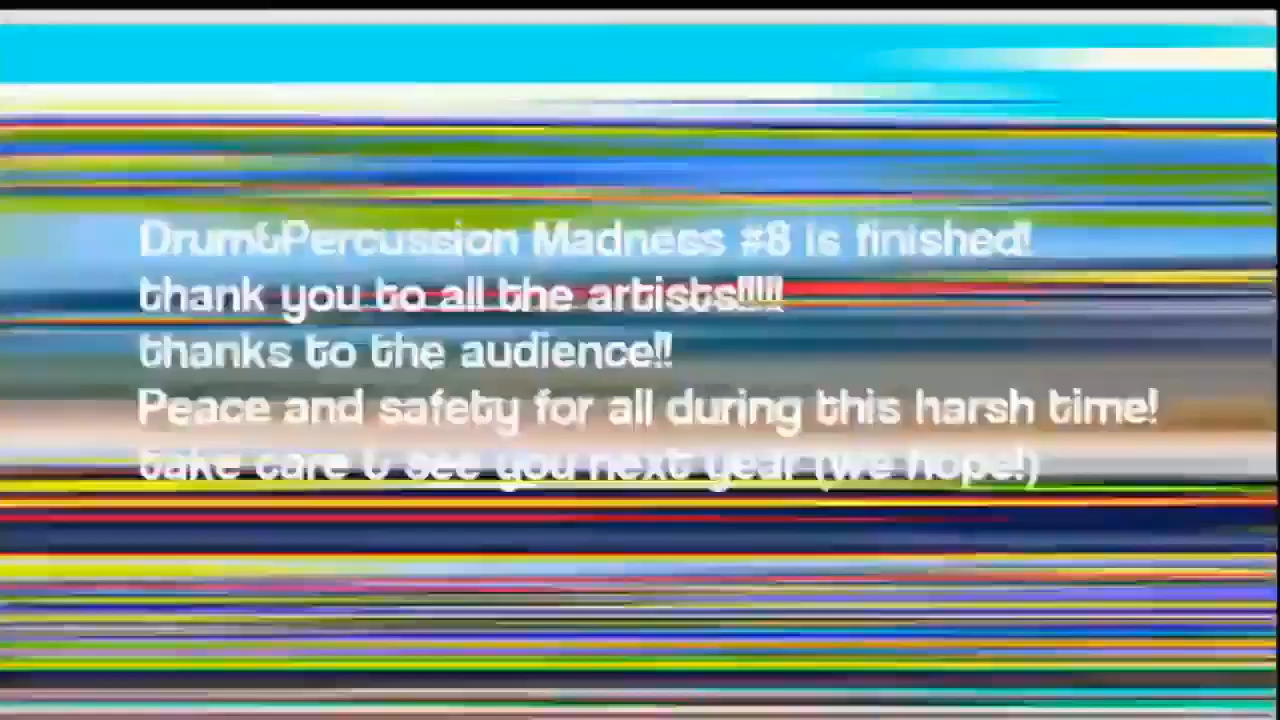 Drum&Percussion Madness #8 is finished!
thank you to all the artists!!!!!
thanks to the audience!!
Peace and safety for all during this harsh time!
take care & see you next year (we hope!)